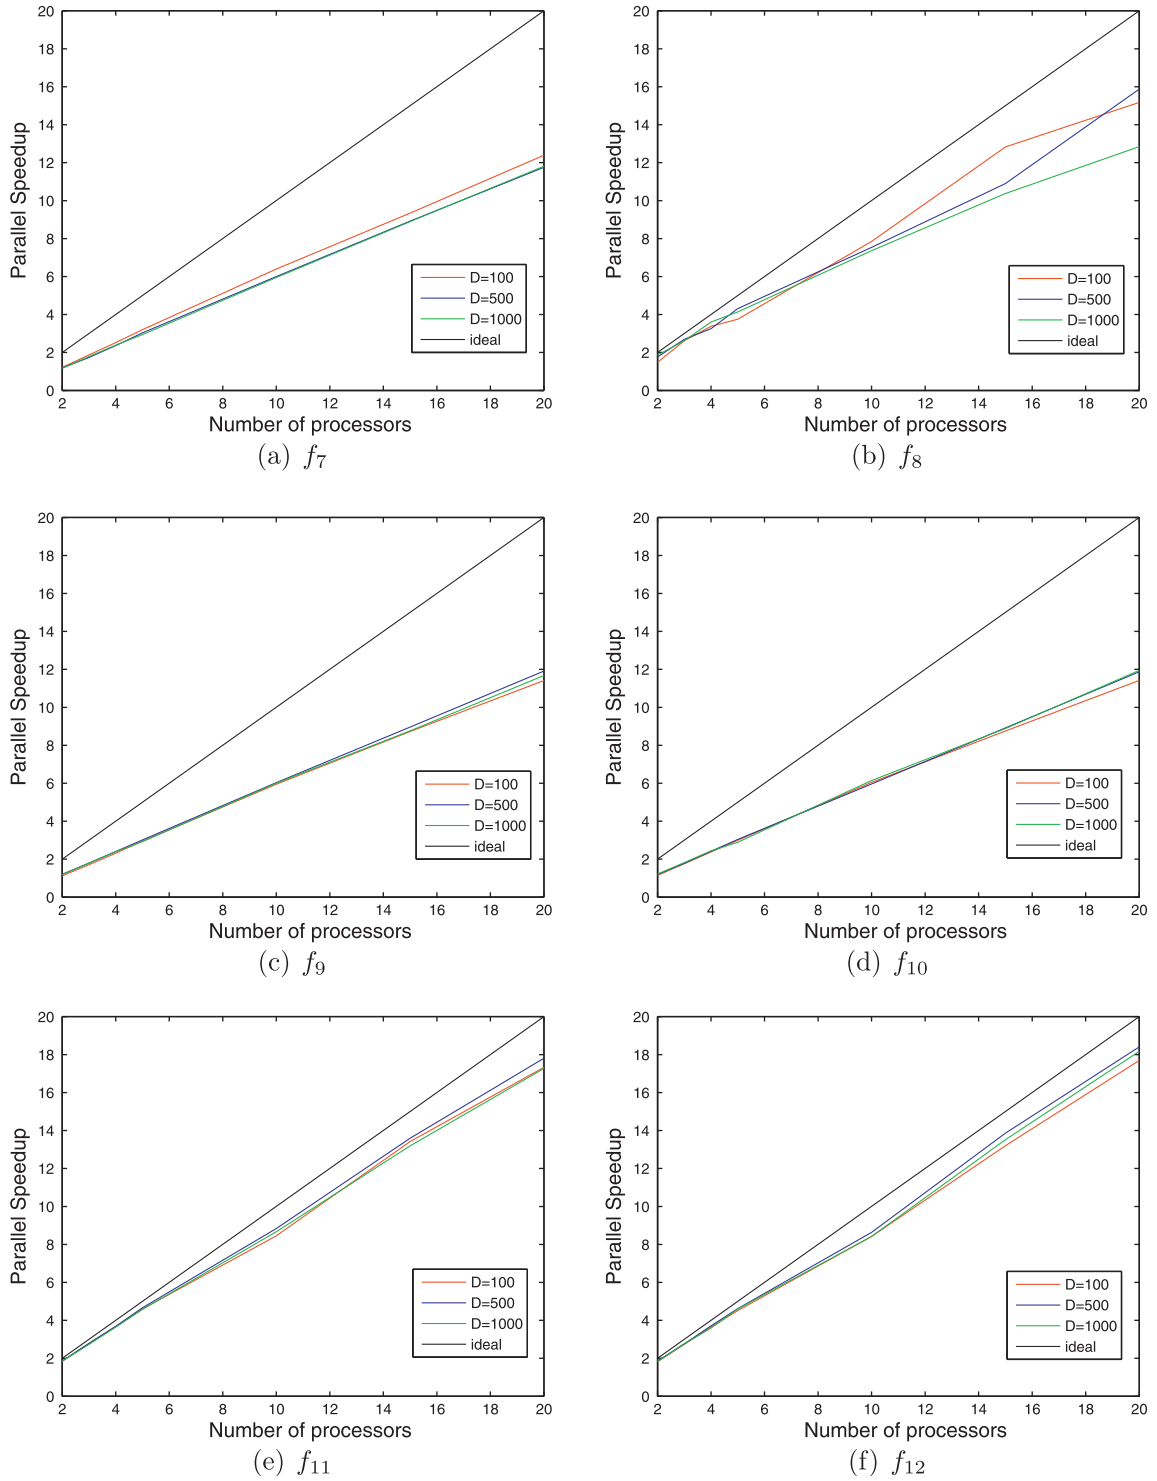 20
18
16
14
12
10
8
6
4
2
0
Parallel Speedup
D=100
D=500
D=1000
ideal
2 4 6 8 10 12 14 16 18 20
Number of processors
(a) f7
20
18
16
14
12
10
8
6
4
2
0
Parallel Speedup
D=100
D=500
D=1000
ideal
2 4 6 8 10 12 14 16 18 20
Number of processors
(b) f8
20
18
16
14
12
10
8
6
4
2
0
Parallel Speedup
D=100
D=500
D=1000
ideal
2 4 6 8 10 12 14 16 18 20
Number of processors
(c) f9
20
18
16
14
12
10
8
6
4
2
0
Parallel Speedup
D=100
D=500
D=1000
ideal
2 4 6 8 10 12 14 16 18 20
Number of processors
(d) f10
20
18
16
14
12
10
8
6
4
2
0
Parallel Speedup
D=100
D=500
D=1000
ideal
2 4 6 8 10 12 14 16 18 20
Number of processors
(e) f11
20
18
16
14
12
10
8
6
4
2
0
Parallel Speedup
D=100
D=500
D=1000
ideal
2 4 6 8 10 12 14 16 18 20
Number of processors
(f) f12